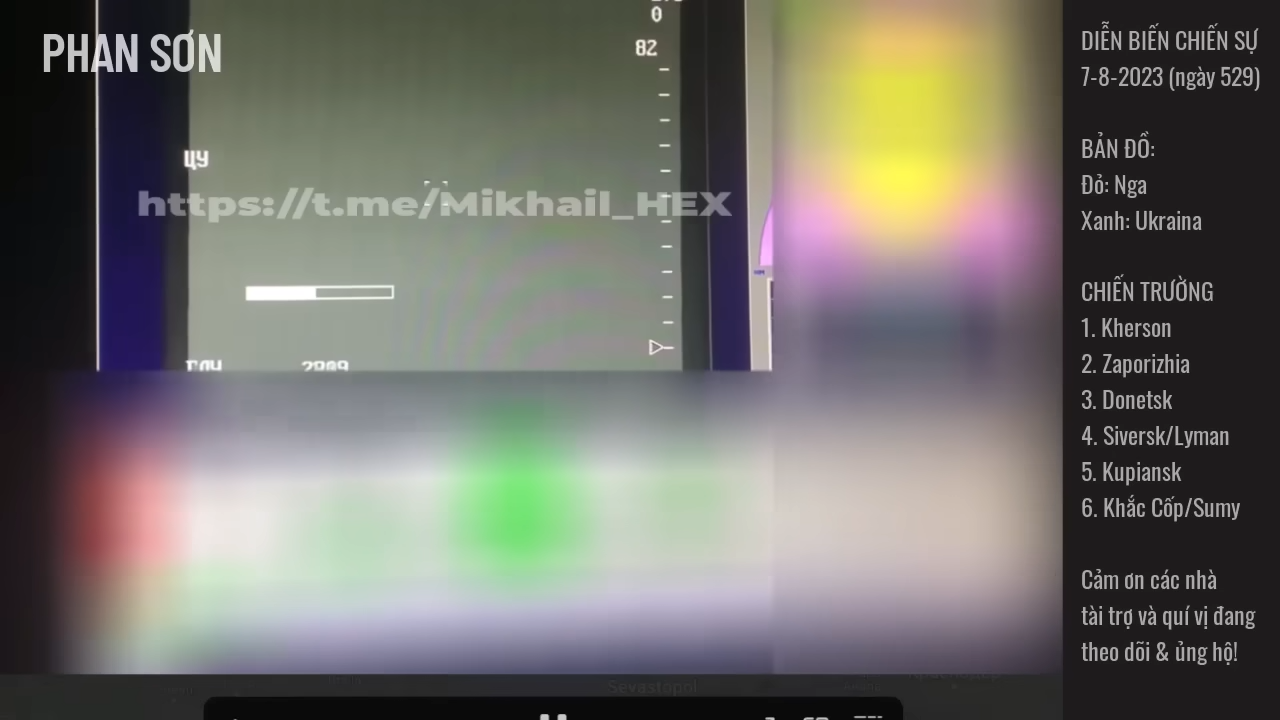 PHAN SƠN
0
82
ЦУ
https://t.me/Mikhail_HEX
Sevastopol
DIỄN BIẾN CHIẾN SỰ
7-8-2023 (ngày 529)
BẢN ĐỒ:
Đỏ: Nga
Xanh: Ukraina
CHIẾN TRƯỜNG
1. Kherson
2. Zaporizhia
3. Donetsk
4. Siversk/Lyman
5. Kupiansk
6. Khắc Cốp/Sumy
Cảm ơn các nhà
tài trợ và quí vị đang
theo dõi & ủng hộ!